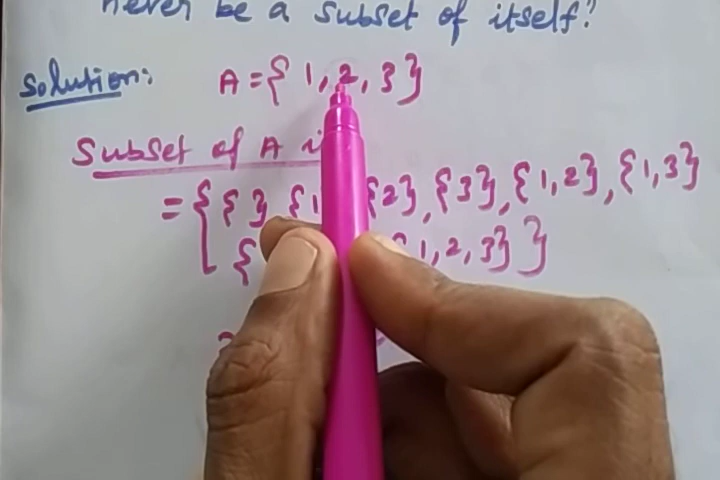 never be a subset of itself?
Solution: A = { 1, 2, 3 }
Subset of A
= { { }, {1 {2}, {3}, {1,2}, {1,3}
{ 1,2,3} }